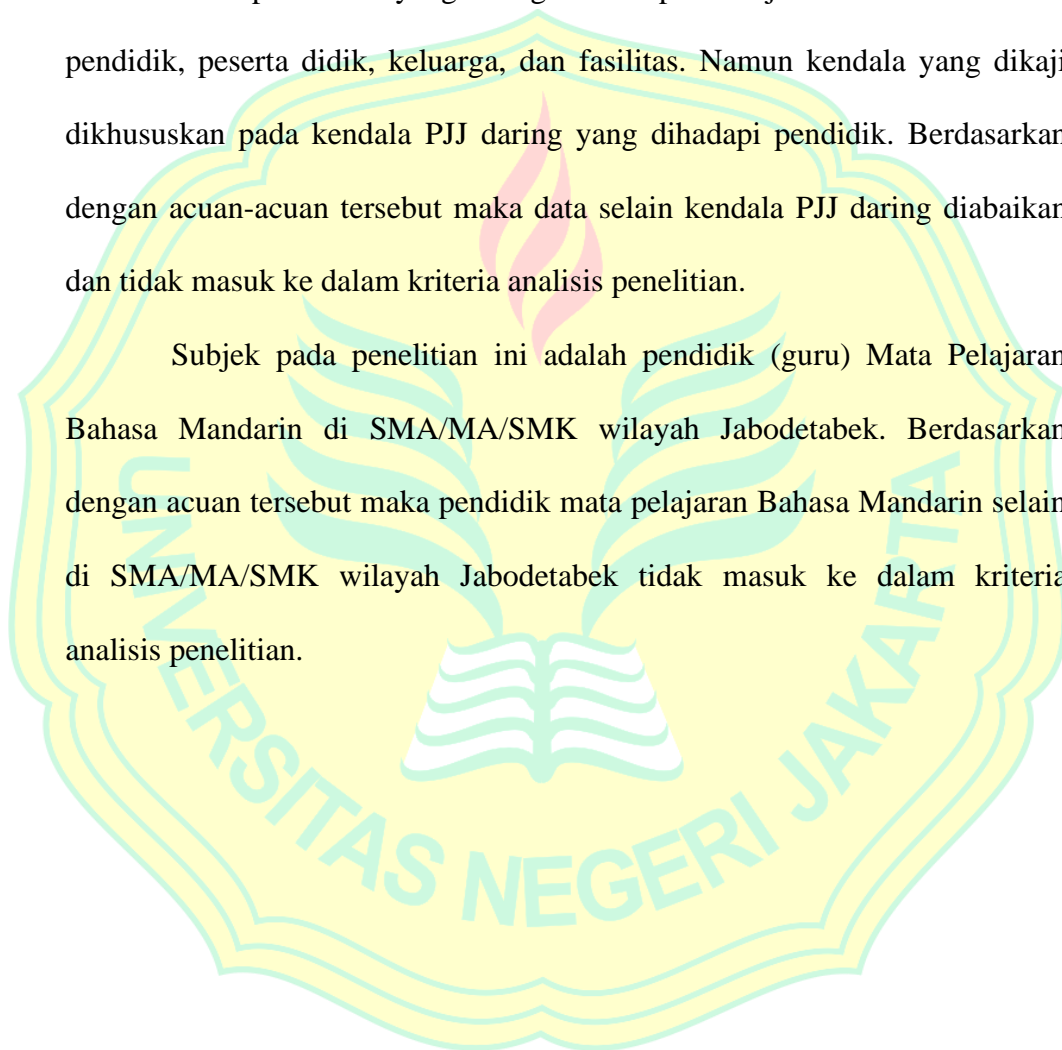 pendidik, peserta didik, keluarga, dan fasilitas. Namun kendala yang dikaji
dikhususkan pada kendala PJJ daring yang dihadapi pendidik. Berdasarkan
dengan acuan-acuan tersebut maka data selain kendala PJJ daring diabaikan
dan tidak masuk ke dalam kriteria analisis penelitian.
Subjek pada penelitian ini adalah pendidik (guru) Mata Pelajaran
Bahasa Mandarin di SMA/MA/SMK wilayah Jabodetabek. Berdasarkan
dengan acuan tersebut maka pendidik mata pelajaran Bahasa Mandarin selain
di SMA/MA/SMK wilayah Jabodetabek tidak masuk ke dalam kriteria
analisis penelitian.
UNIVERSITAS NEGERI JAKARTA